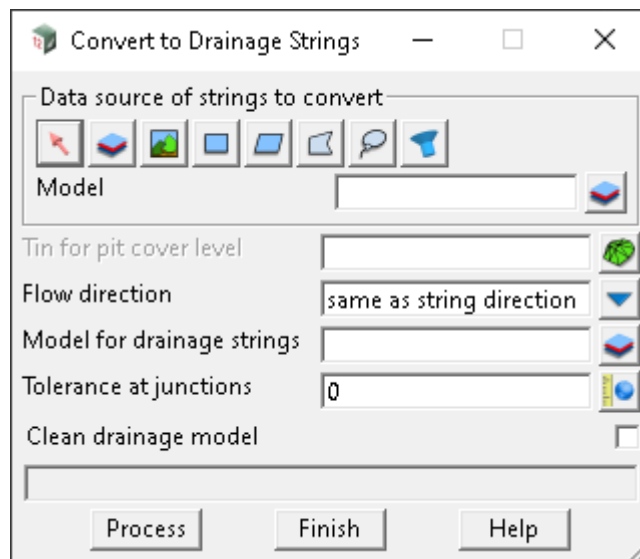 Convert to Drainage Strings
Data source of strings to convert
Model
Tin for pit cover level
Flow direction same as string direction
Model for drainage strings
Tolerance at junctions 0
Clean drainage model
Process Finish Help